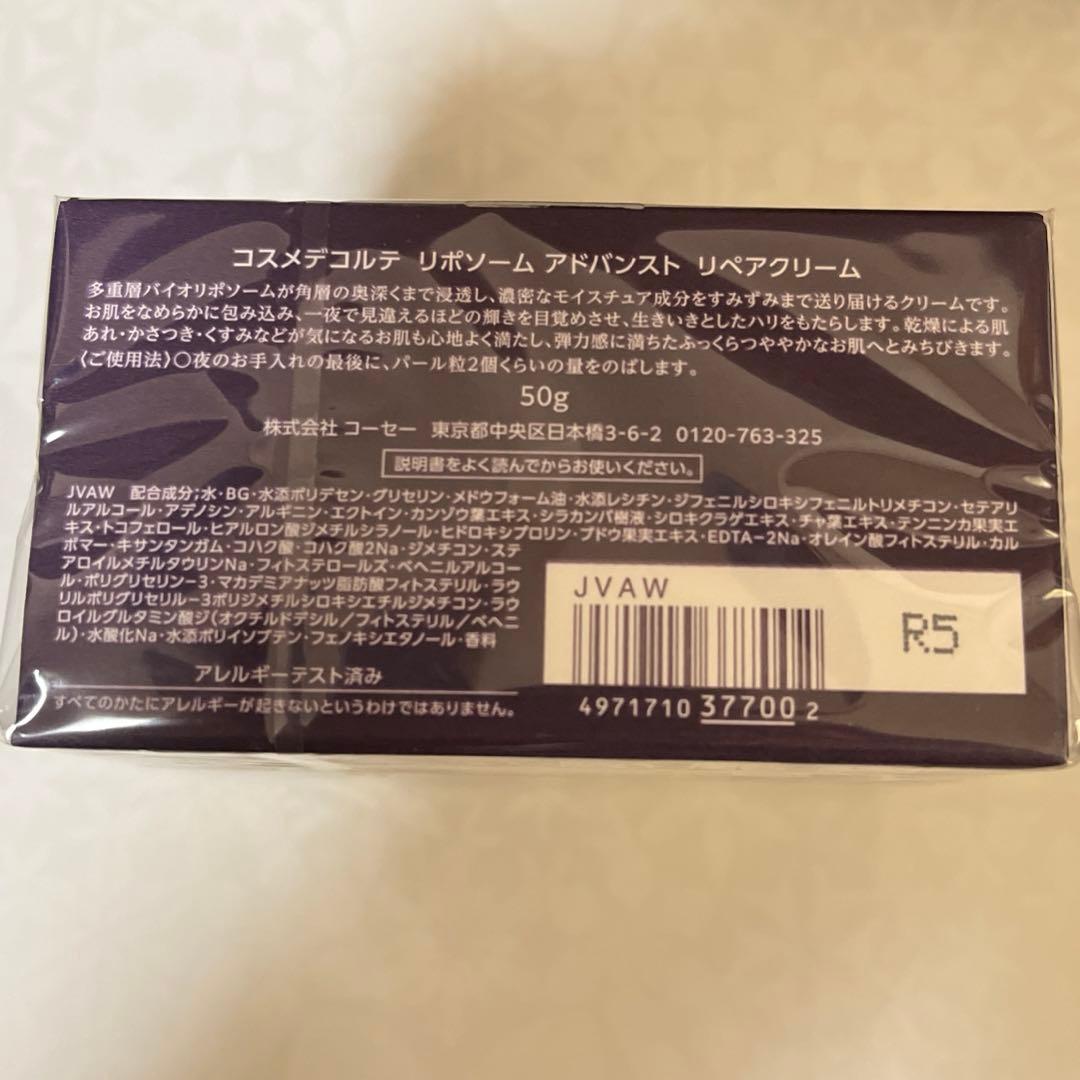 コスメデコルテ リポソーム アドバンスト リペアクリーム
多重層バイオリポソームが角層の奥深くまで浸透し、濃密なモイスチュア成分をすみずみまで送り届けるクリームです。
お肌をなめらかに包み込み、一夜で見違えるほどの輝きを目覚めさせ、生きいきとしたハリをもたらします。乾燥による肌
あれ・かさつき・くすみなどが気になるお肌も心地よく満たし、弾力感に満ちたふっくらつややかなお肌へとみちびきます。
〈ご使用法〉○夜のお手入れの最後に、パール粒2個くらいの量をのばします。
50g
株式会社 コーセー 東京都中央区日本橋3-6-2 0120-763-325
説明書をよく読んでからお使いください。
JVAW 配合成分;水・BG・水添ポリデセン・グリセリン・メドウフォーム油・水添レシチン・ジフェニルシロキシフェニルトリメチコン・セテアリ
ルアルコール・アデノシン・アルギニン・エクトイン・カンゾウ葉エキス・シラカンバ樹液・シロキクラゲエキス・チャ葉エキス・テンニンカ果実エ
キス・トコフェロール・ヒアルロン酸ジメチルシラノール・ヒドロキシプロリン・ブドウ果実エキス・EDTA-2Na・オレイン酸フィトステリル・カル
ボマー・キサンタンガム・コハク酸・コハク酸2Na・ジメチコン・ステ
アロイルメチルタウリンNa・フィトステロールズ・ベヘニルアルコー
ル・ポリグリセリン-3・マカデミアナッツ脂肪酸フィトステリル・ラウ
リルポリグリセリル-3ポリジメチルシロキシエチルジメチコン・ラウ
ロイルグルタミン酸ジ(オクチルドデシル/フィトステリル/ベヘニ
ル)・水酸化Na・水添ポリイソブテン・フェノキシエタノール・香料
アレルギーテスト済み
すべてのかたにアレルギーが起きないというわけではありません。
JVAW
R5
4971710 37700 2